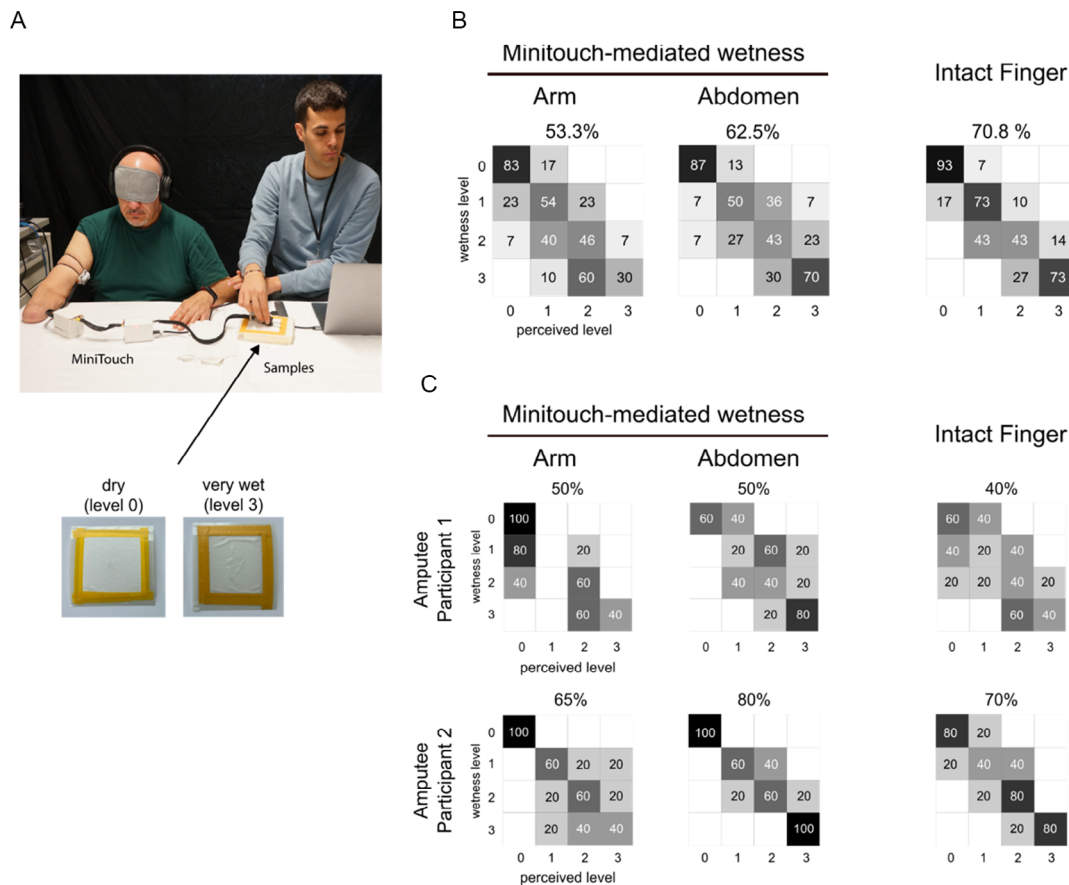 A
MiniTouch
Samples
dry
(level 0)
very wet
(level 3)
B
Minitouch-mediated wetness
Intact Finger
Arm
Abdomen
53.3%
62.5%
70.8 %
wetness level
0 83 17 87 13 93 7
1 23 54 23 7 50 36 7 17 73 10
2 7 40 46 7 7 27 43 23 43 43 14
3 10 60 30 30 70 27 73
0 1 2 3 0 1 2 3 0 1 2 3
perceived level
C
Minitouch-mediated wetness
Intact Finger
Arm
Abdomen
Amputee
Participant 1
50%
50%
40%
wetness level
0 100 60 40 60 40
1 80 20 20 60 20 40 20 40
2 40 60 40 40 20 20 20 40 20
3 60 40 20 80 60 40
0 1 2 3 0 1 2 3 0 1 2 3
perceived level
Amputee
Participant 2
65%
80%
70%
wetness level
0 100 100 80 20
1 60 20 20 60 40 20 40 40
2 20 60 20 20 60 20 20 80
3 20 40 40 100 20 80
0 1 2 3 0 1 2 3 0 1 2 3
perceived level